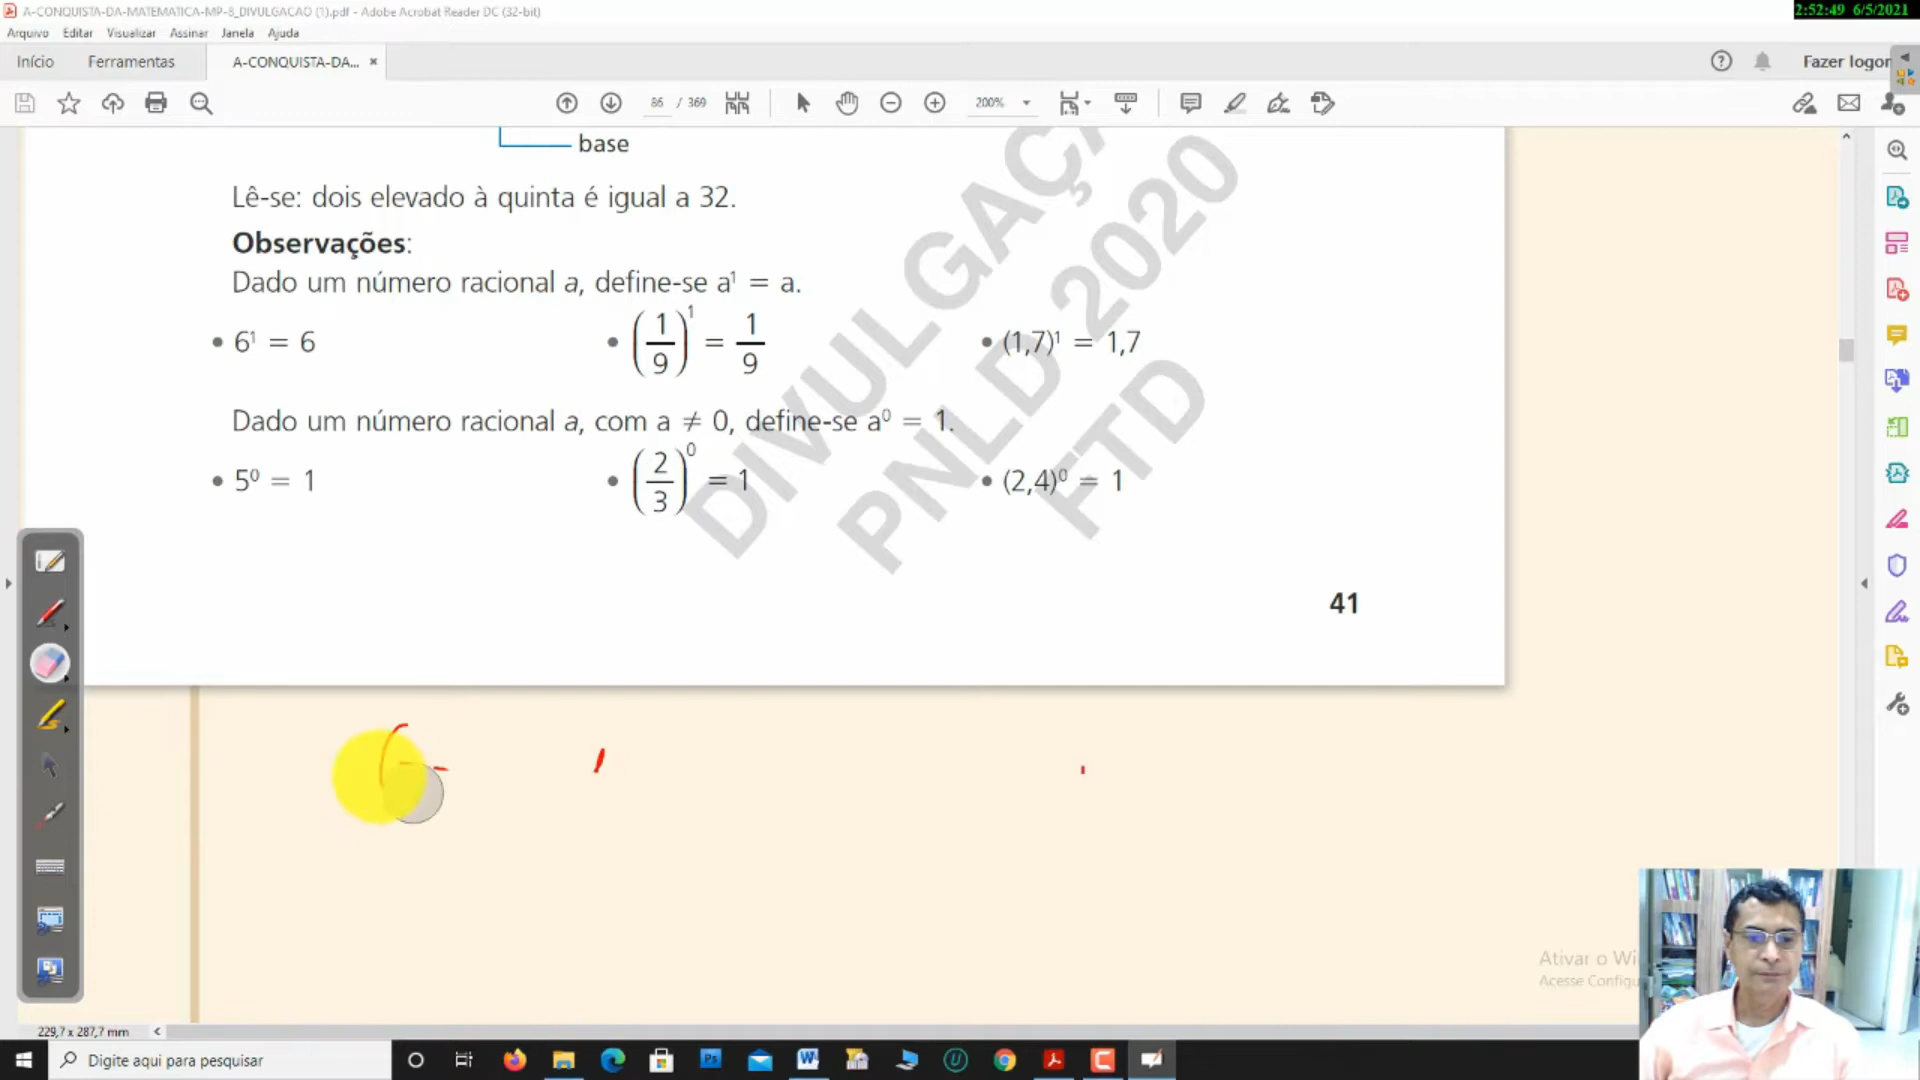 A-CONQUISTA-DA-MATEMATICA-MP-8_DIVULGACAO (1).pdf - Adobe Acrobat Reader DC (32-bit)
2:52:49 6/5/2021
Arquivo Editar Visualizar Assinar Janela Ajuda
Início Ferramentas A-CONQUISTA-DA... × Fazer logon
86 / 369 200%
base
Lê-se: dois elevado à quinta é igual a 32.
Observações:
Dado um número racional a, define-se a¹ = a.
• 6¹ = 6 • (1/9)¹ = 1/9 • (1,7)¹ = 1,7
Dado um número racional a, com a ≠ 0, define-se a⁰ = 1.
• 5⁰ = 1 • (2/3)⁰ = 1 • (2,4)⁰ = 1
DIVULGAÇ
PNLD 2020
FTD
41
Ativar o Wi
Acesse Configu
229,7 x 287,7 mm
Digite aqui para pesquisar